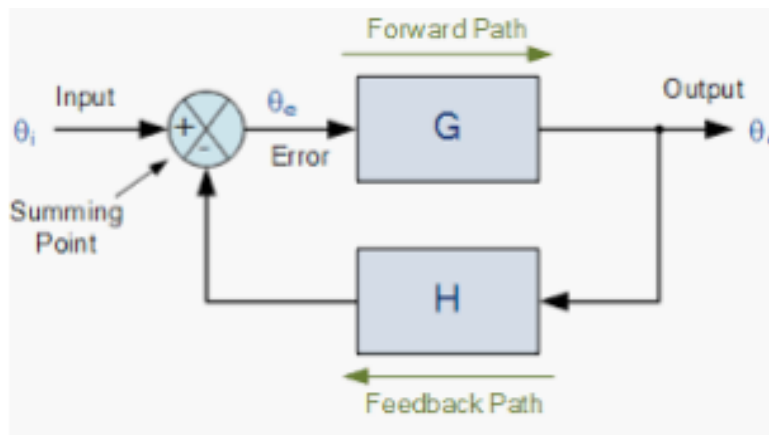 Forward Path
Input
θe
Output
θi
+
G
-
Error
Summing
Point
H
Feedback Path